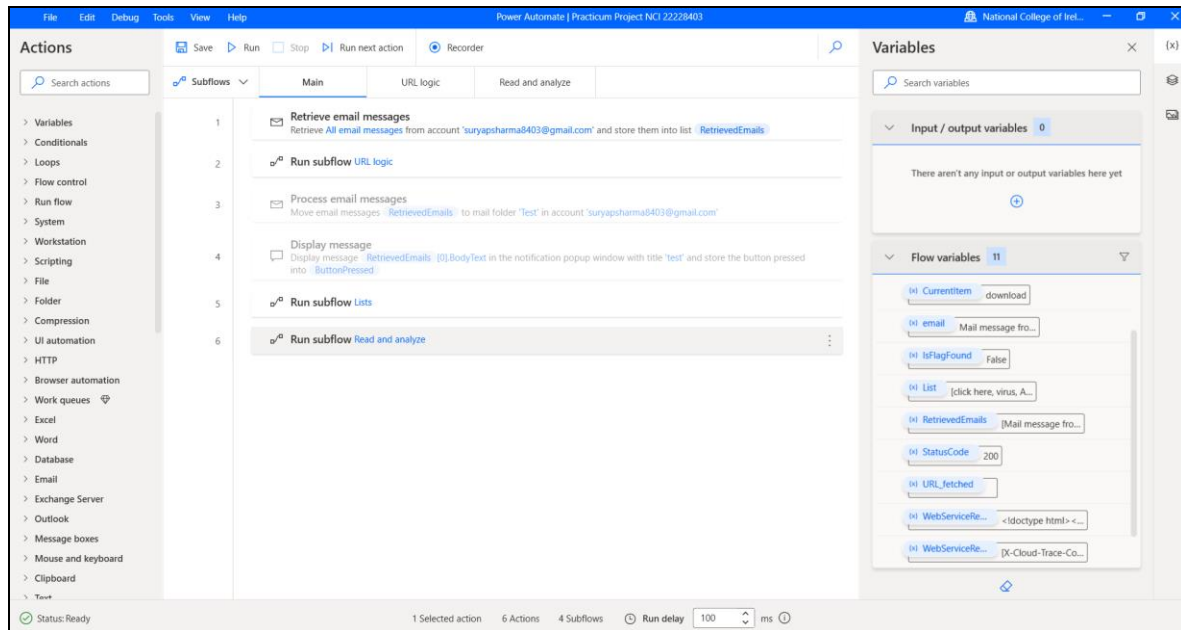 File Edit Debug Tools View Help
Power Automate | Practicum Project NCI 22228403
National College of Irel...
Actions
Search actions
Variables
Conditionals
Loops
Flow control
Run flow
System
Workstation
Scripting
File
Folder
Compression
UI automation
HTTP
Browser automation
Work queues
Excel
Word
Database
Email
Exchange Server
Outlook
Message boxes
Mouse and keyboard
Clipboard
Text
Save Run Stop Run next action Recorder
Subflows Main URL logic Read and analyze
1 Retrieve email messages
Retrieve All email messages from account 'suryapsharma8403@gmail.com' and store them into list RetrievedEmails
2 Run subflow URL logic
3 Process email messages
Move email messages RetrievedEmails to mail folder 'Test' in account 'suryapsharma8403@gmail.com'
4 Display message
Display message RetrievedEmails [0].BodyText in the notification popup window with title 'test' and store the button pressed
into ButtonPressed
5 Run subflow Lists
6 Run subflow Read and analyze
Variables
{x}
Search variables
Input / output variables 0
There aren't any input or output variables here yet
Flow variables 11
(x) CurrentItem download
(x) email Mail message fro...
(x) IsFlagFound False
(x) List [click here, virus, A...
(x) RetrievedEmails [Mail message fro...
(x) StatusCode 200
(x) URL_fetched
(x) WebServiceRe... <!doctype html><...
(x) WebServiceRe... [X-Cloud-Trace-Co...
Status: Ready 1 Selected action 6 Actions 4 Subflows Run delay 100 ms